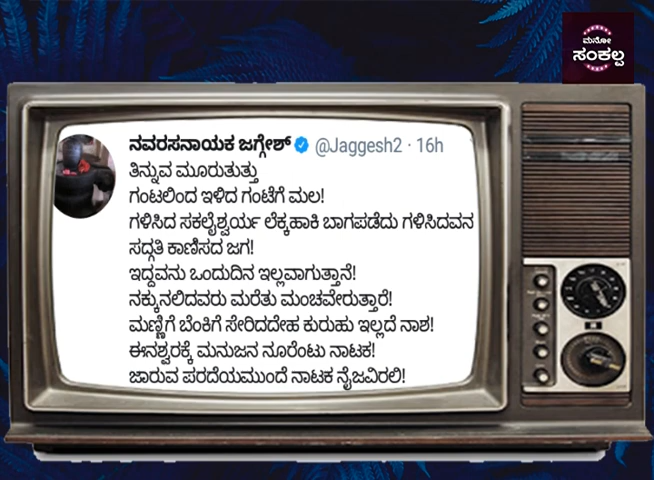 ಮನೋ
ಸಂಕಲ್ಪ
ನವರಸನಾಯಕ ಜಗ್ಗೇಶ್ @Jaggesh2 · 16h
ತಿನ್ನುವ ಮೂರುತುತ್ತು
ಗಂಟಲಿಂದ ಇಳಿದ ಗಂಟೆಗೆ ಮಲ!
ಗಳಿಸಿದ ಸಕಲೈಶ್ವರ್ಯ ಲೆಕ್ಕಹಾಕಿ ಬಾಗಪಡೆದು ಗಳಿಸಿದವನ
ಸದ್ಗತಿ ಕಾಣಿಸದ ಜಗ!
ಇದ್ದವನು ಒಂದುದಿನ ಇಲ್ಲವಾಗುತ್ತಾನೆ!
ನಕ್ಕುನಲಿದವರು ಮರೆತು ಮಂಚವೇರುತ್ತಾರೆ!
ಮಣ್ಣಿಗೆ ಬೆಂಕಿಗೆ ಸೇರಿದದೇಹ ಕುರುಹು ಇಲ್ಲದೆ ನಾಶ!
ಈನಶ್ವರಕ್ಕೆ ಮನುಜನ ನೂರೆಂಟು ನಾಟಕ!
ಜಾರುವ ಪರದೆಯಮುಂದೆ ನಾಟಕ ನೈಜವಿರಲಿ!